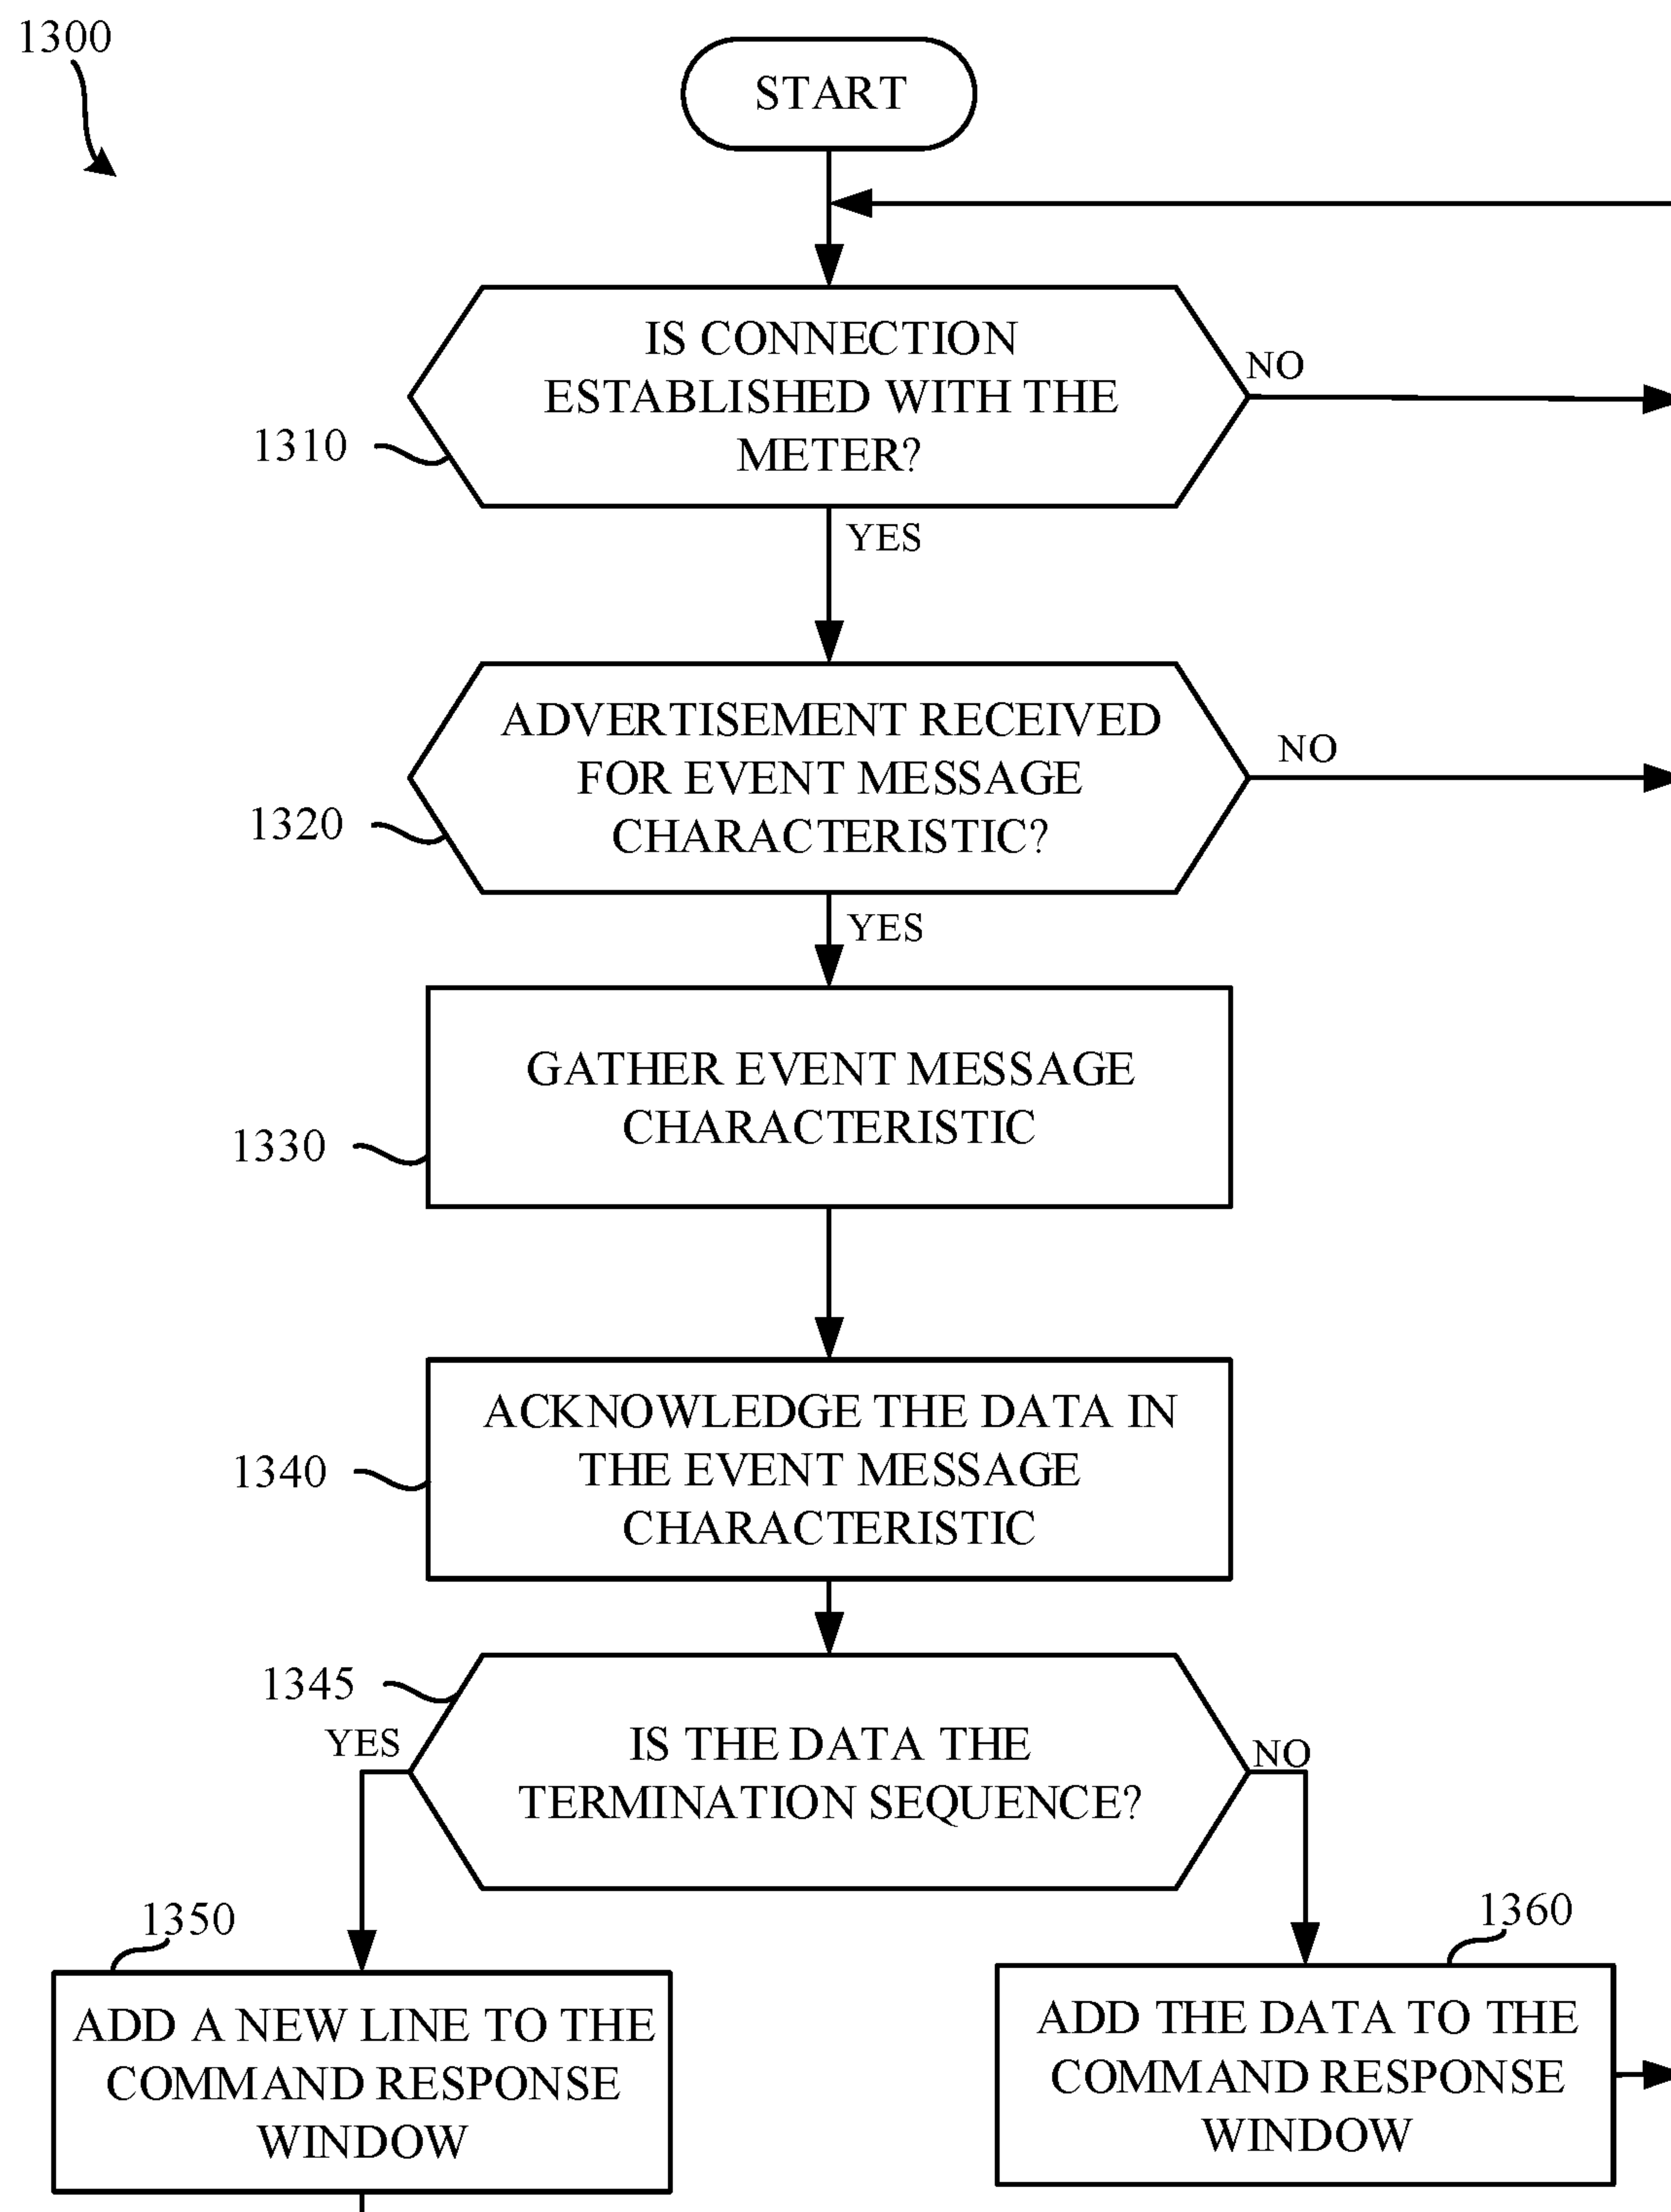 1300
START
IS CONNECTION
ESTABLISHED WITH THE
METER?
NO
1310
YES
ADVERTISEMENT RECEIVED
FOR EVENT MESSAGE
CHARACTERISTIC?
NO
1320
YES
GATHER EVENT MESSAGE
CHARACTERISTIC
1330
ACKNOWLEDGE THE DATA IN
THE EVENT MESSAGE
CHARACTERISTIC
1340
1345
YES
IS THE DATA THE
TERMINATION SEQUENCE?
NO
1350
ADD A NEW LINE TO THE
COMMAND RESPONSE
WINDOW
1360
ADD THE DATA TO THE
COMMAND RESPONSE
WINDOW